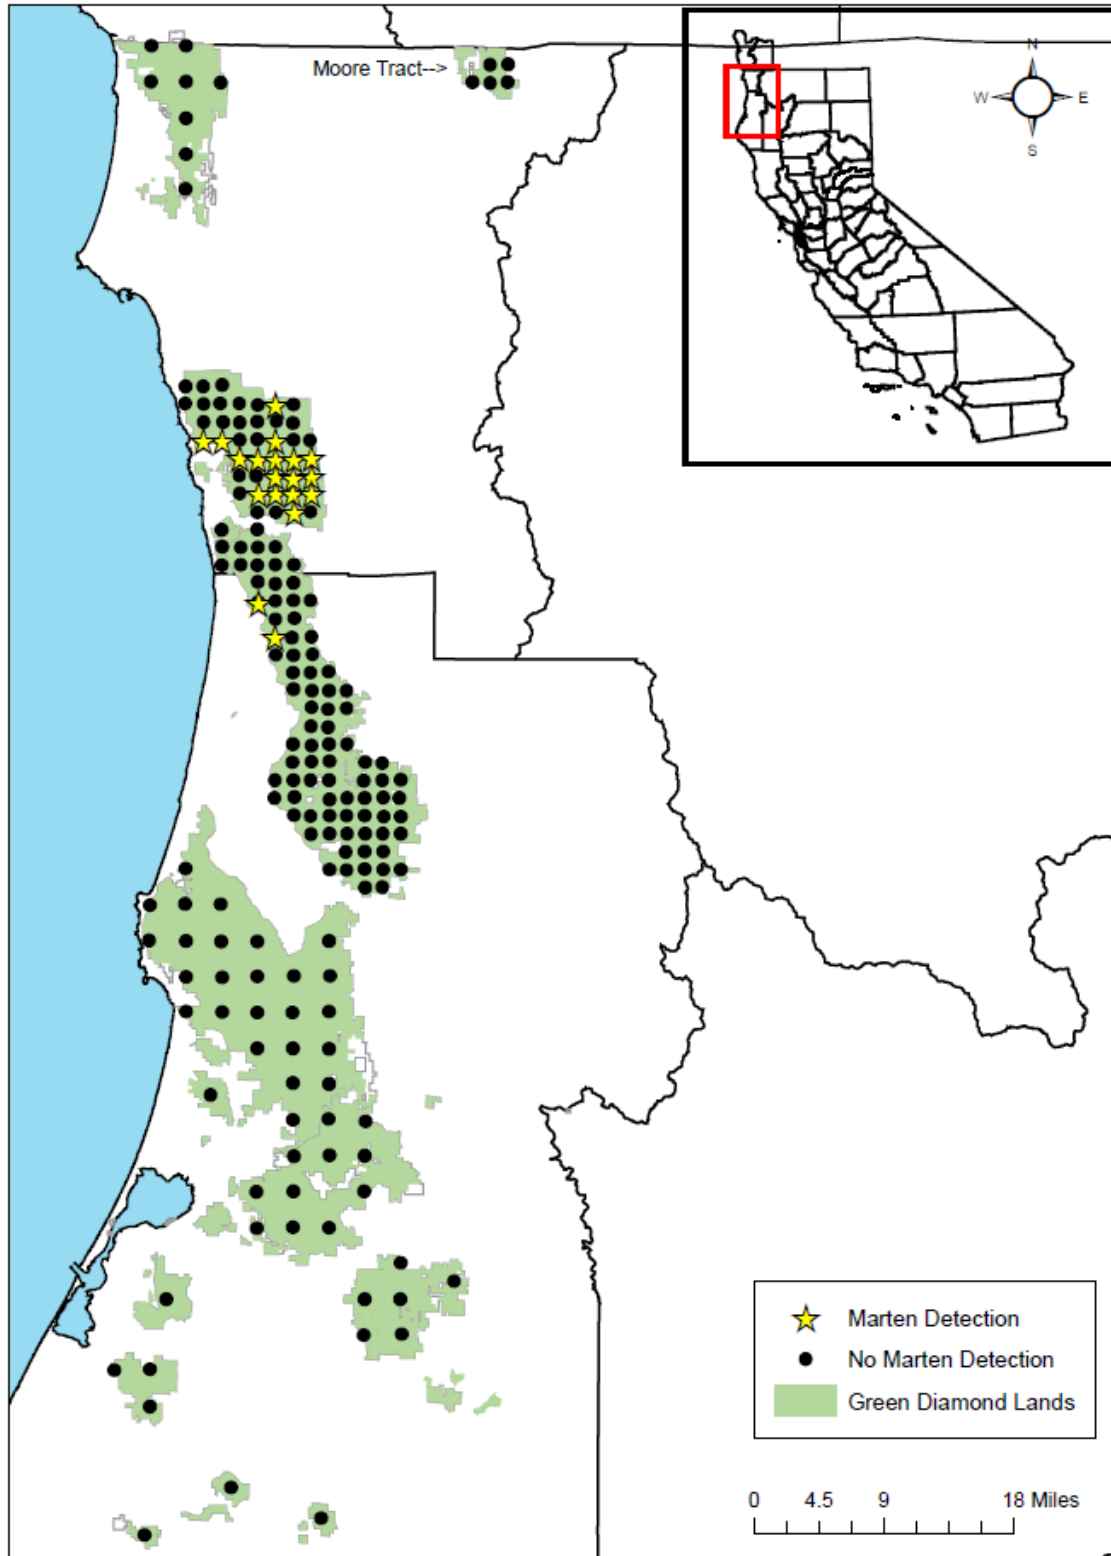 Moore Tract-->
N
W E
S
Marten Detection
No Marten Detection
Green Diamond Lands
0 4.5 9 18 Miles